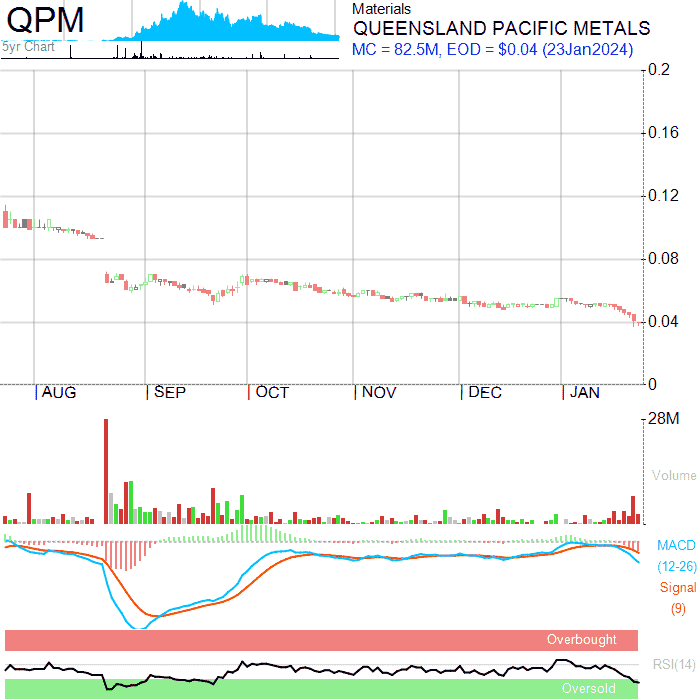 QPM
5yr Chart
Materials
QUEENSLAND PACIFIC METALS
MC = 82.5M, EOD = $0.04 (23Jan2024)
0.2
0.16
0.12
0.08
0.04
0
AUG SEP OCT NOV DEC JAN
28M
Volume
MACD
(12-26)
Signal
(9)
Overbought
RSI(14)
Oversold